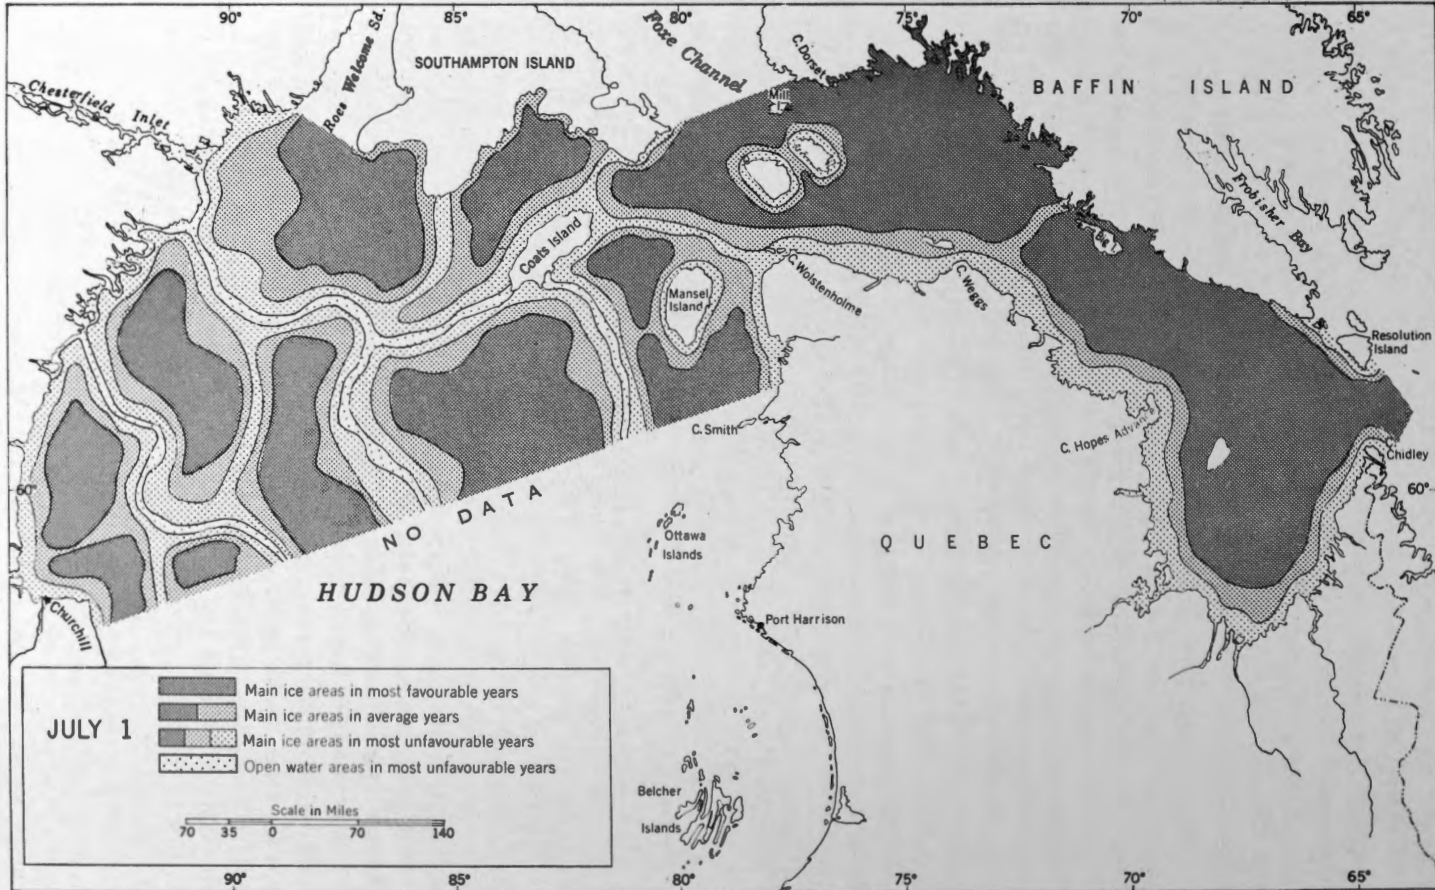 90°
85°
80°
75°
70°
65°
Chesterfield Inlet
Roes Welcome Sd.
SOUTHAMPTON ISLAND
Foxe Channel
C. Dorset
Mill
I.
BAFFIN ISLAND
Frobisher Bay
Big I.
Resolution
Island
Coats Island
Mansel
Island
C. Wolstenholme
C. Weggs
C. Smith
C. Hopes Advance
C.
Chidley
60°
60°
NO DATA
Ottawa
Islands
QUEBEC
HUDSON BAY
Churchill
Port Harrison
Belcher
Islands
JULY 1
Main ice areas in most favourable years
Main ice areas in average years
Main ice areas in most unfavourable years
Open water areas in most unfavourable years
Scale in Miles
70 35 0 70 140
90°
85°
80°
75°
70°
65°